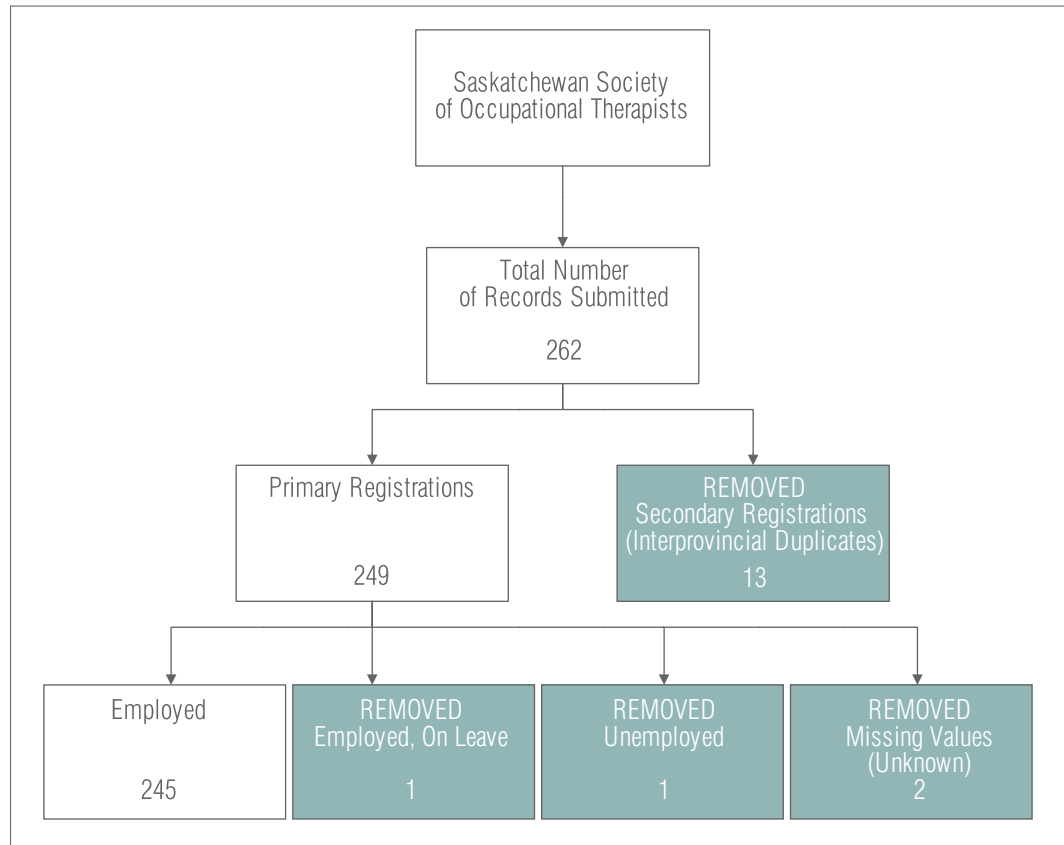 Saskatchewan Society
of Occupational Therapists
Total Number
of Records Submitted
262
Primary Registrations
249
REMOVED
Secondary Registrations
(Interprovincial Duplicates)
13
Employed
245
REMOVED
Employed, On Leave
1
REMOVED
Unemployed
1
REMOVED
Missing Values
(Unknown)
2